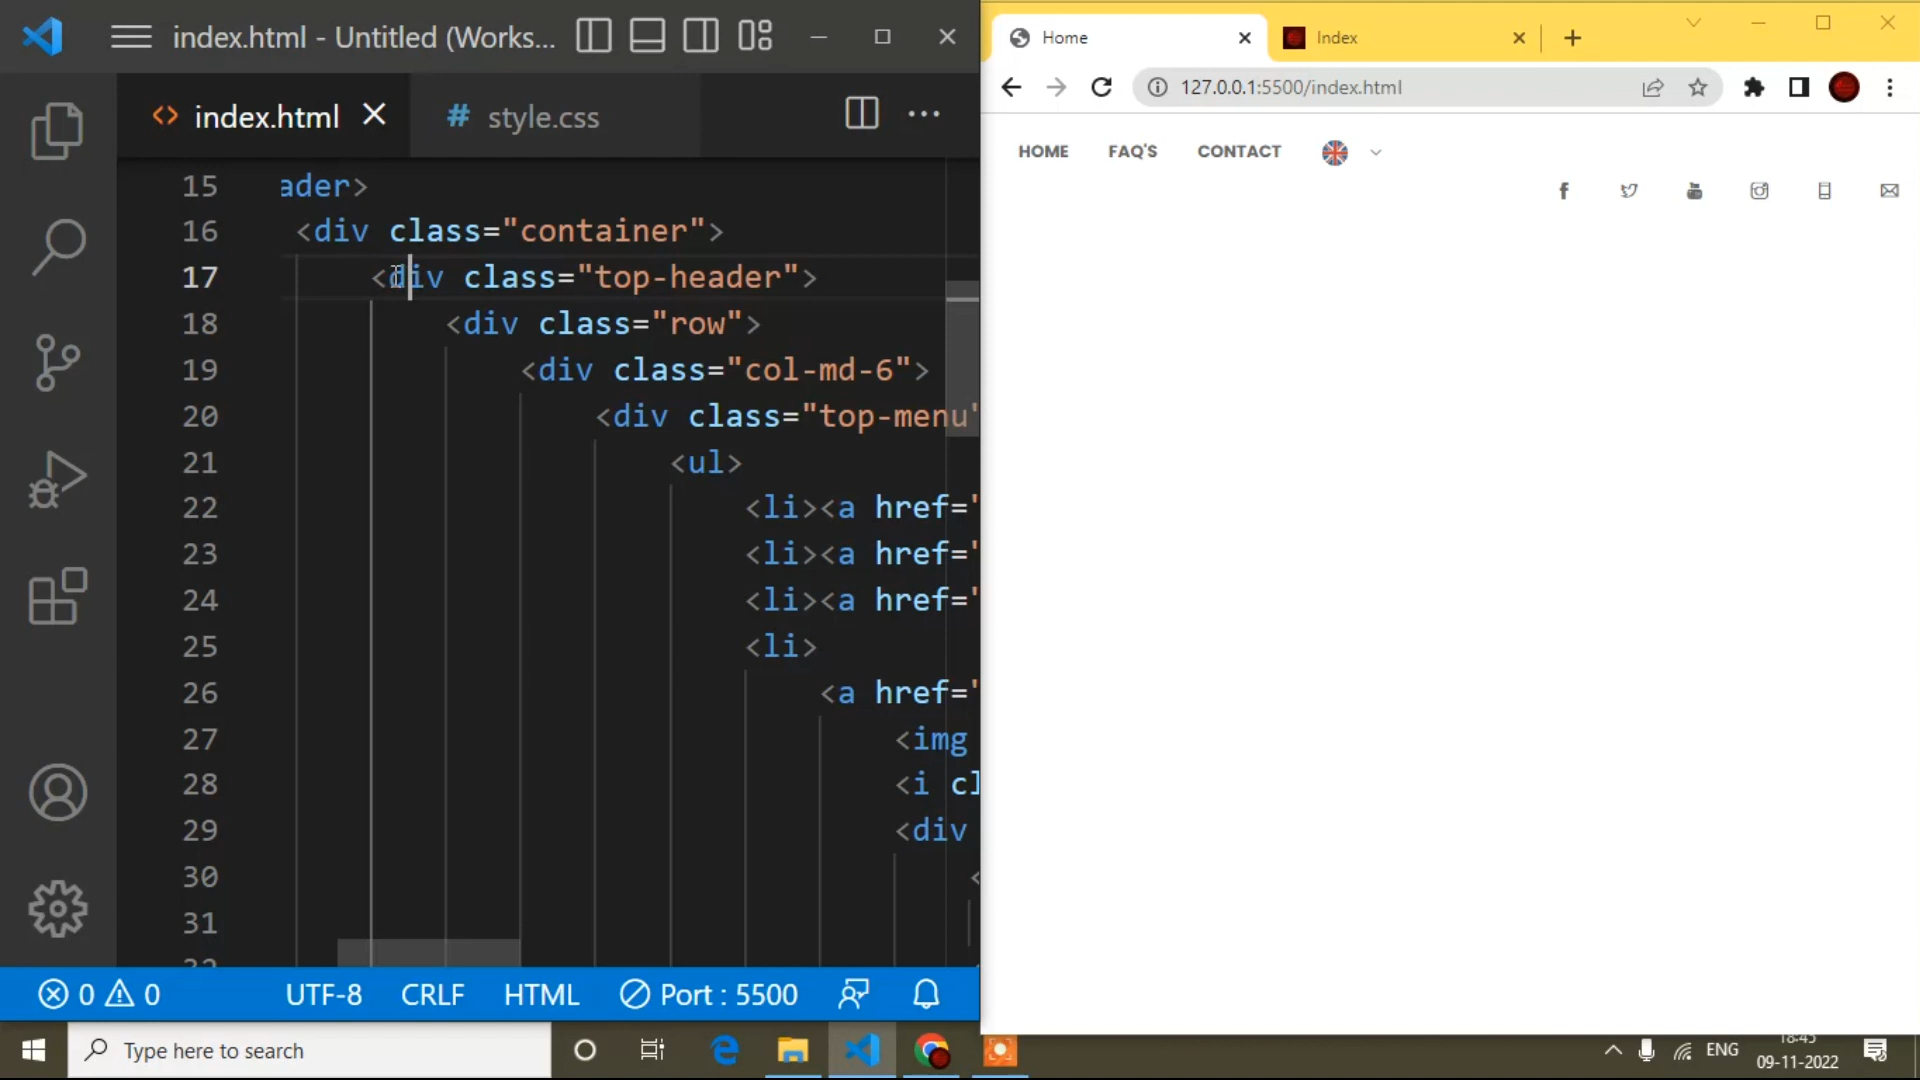 index.html - Untitled (Works...
index.html
# style.css
15 ader>
16 <div class="container">
17 <div class="top-header">
18 <div class="row">
19 <div class="col-md-6">
20 <div class="top-menu"
21 <ul>
22 <li><a href="
23 <li><a href="
24 <li><a href="
25 <li>
26 <a href="
27 <img
28 <i cl
29 <div
30 <
31
0 0 UTF-8 CRLF HTML Port : 5500
Home
Index
127.0.0.1:5500/index.html
HOME FAQ'S CONTACT
Type here to search
ENG
18:45
09-11-2022